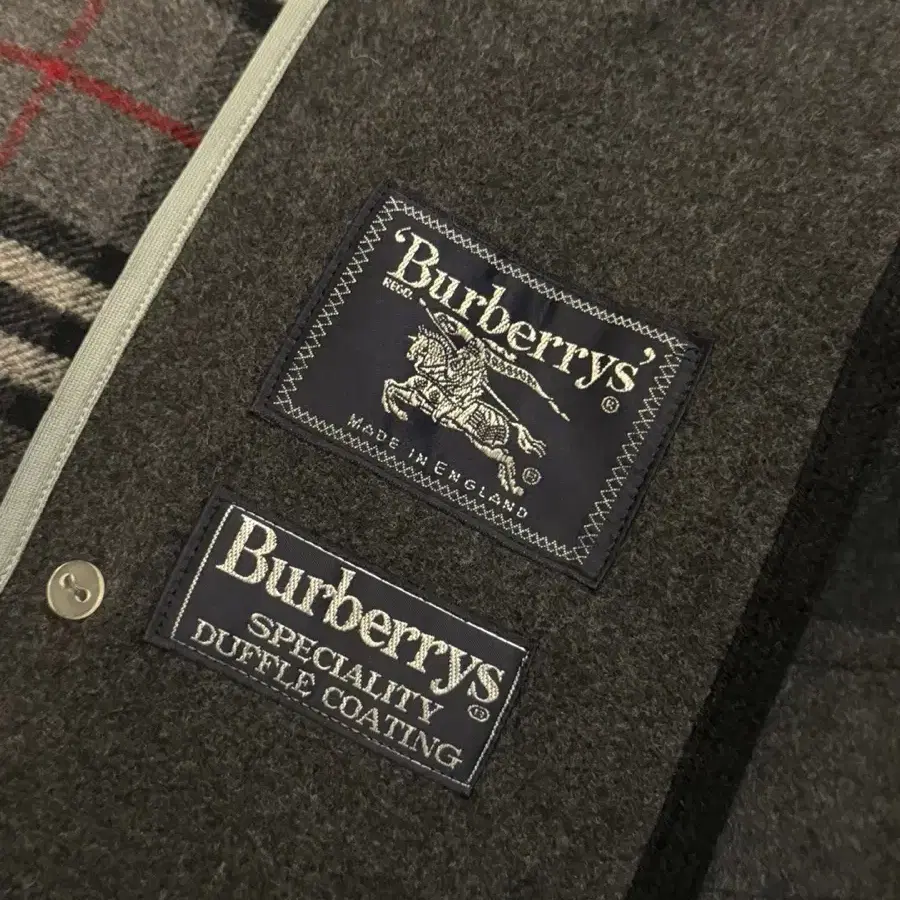 ‘Burberrys’
REGD.
®
®
MADE IN ENGLAND
Burberrys
®
SPECIALITY
DUFFLE COATING